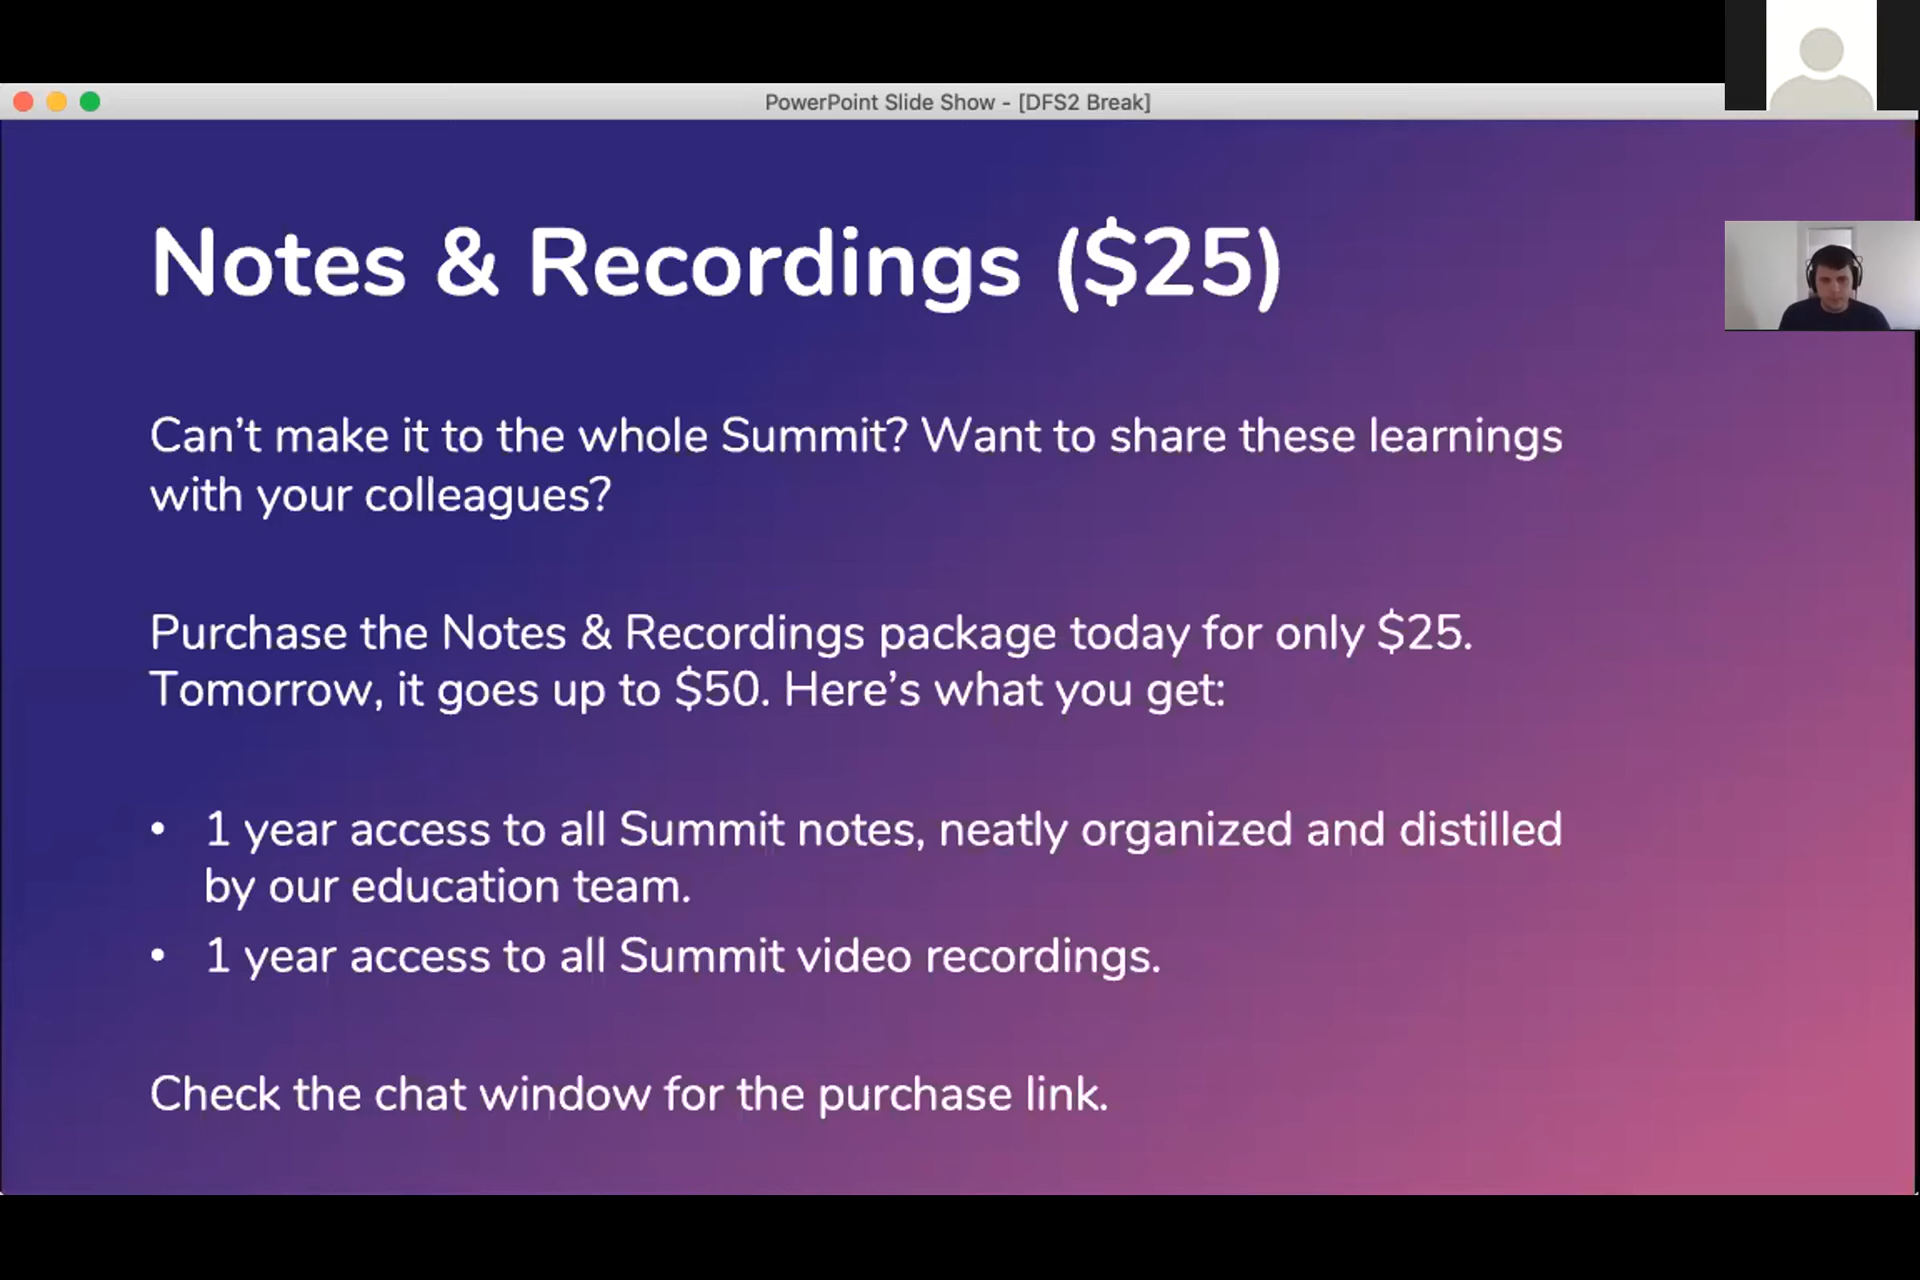 PowerPoint Slide Show - [DFS2 Break]
Notes & Recordings ($25)
Can’t make it to the whole Summit? Want to share these learnings
with your colleagues?
Purchase the Notes & Recordings package today for only $25.
Tomorrow, it goes up to $50. Here’s what you get:
• 1 year access to all Summit notes, neatly organized and distilled
by our education team.
• 1 year access to all Summit video recordings.
Check the chat window for the purchase link.